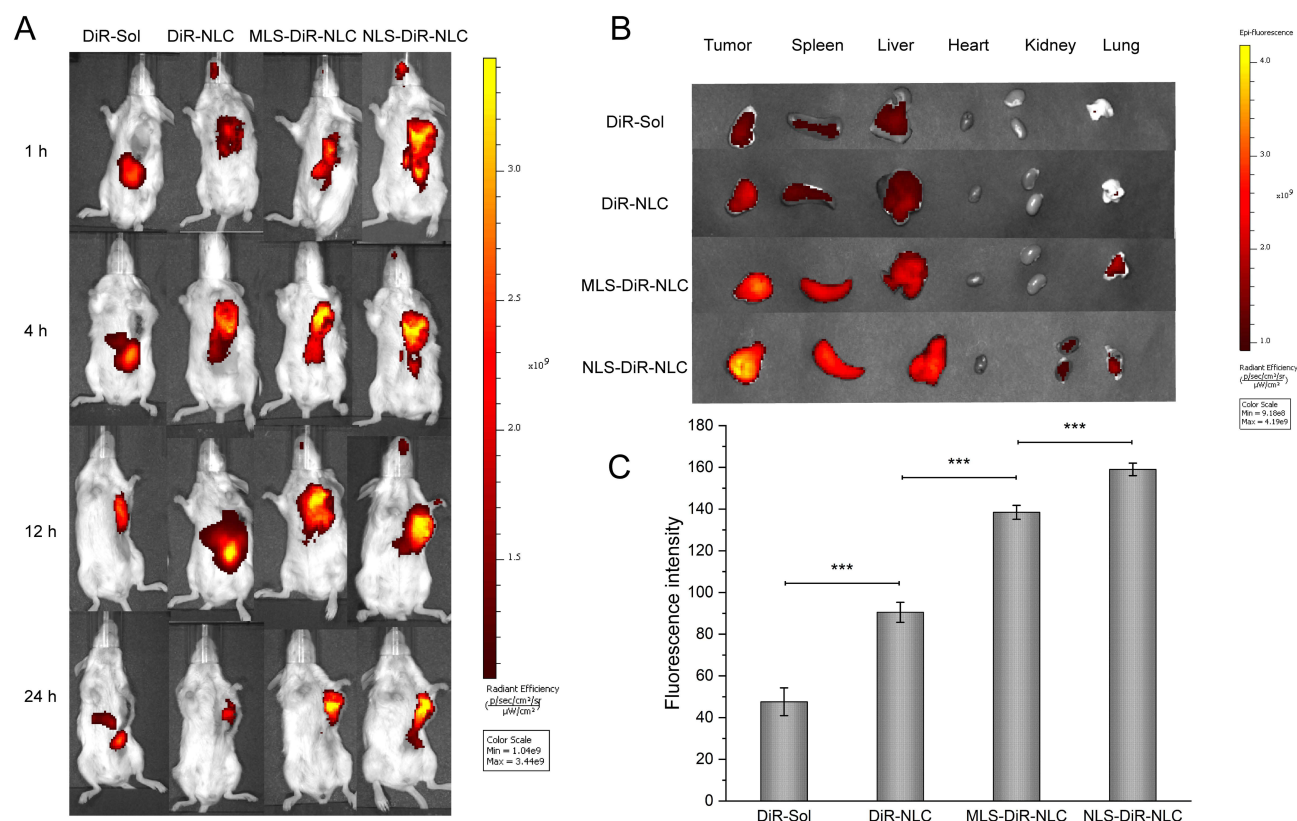 A
DiR-Sol DiR-NLC MLS-DiR-NLC NLS-DiR-NLC
1 h
4 h
12 h
24 h
3.0
2.5
x10⁹
2.0
1.5
Radiant Efficiency
(p/sec/cm²/sr / µW/cm²)
Color Scale
Min = 1.04e9
Max = 3.44e9
B
Tumor Spleen Liver Heart Kidney Lung
DiR-Sol
DiR-NLC
MLS-DiR-NLC
NLS-DiR-NLC
Epi-fluorescence
4.0
3.0
x10⁹
2.0
1.0
Radiant Efficiency
(p/sec/cm²/sr / µW/cm²)
Color Scale
Min = 9.18e8
Max = 4.19e9
C
Fluorescence intensity
180
160
140
120
100
80
60
40
20
0
***
***
***
DiR-Sol DiR-NLC MLS-DiR-NLC NLS-DiR-NLC